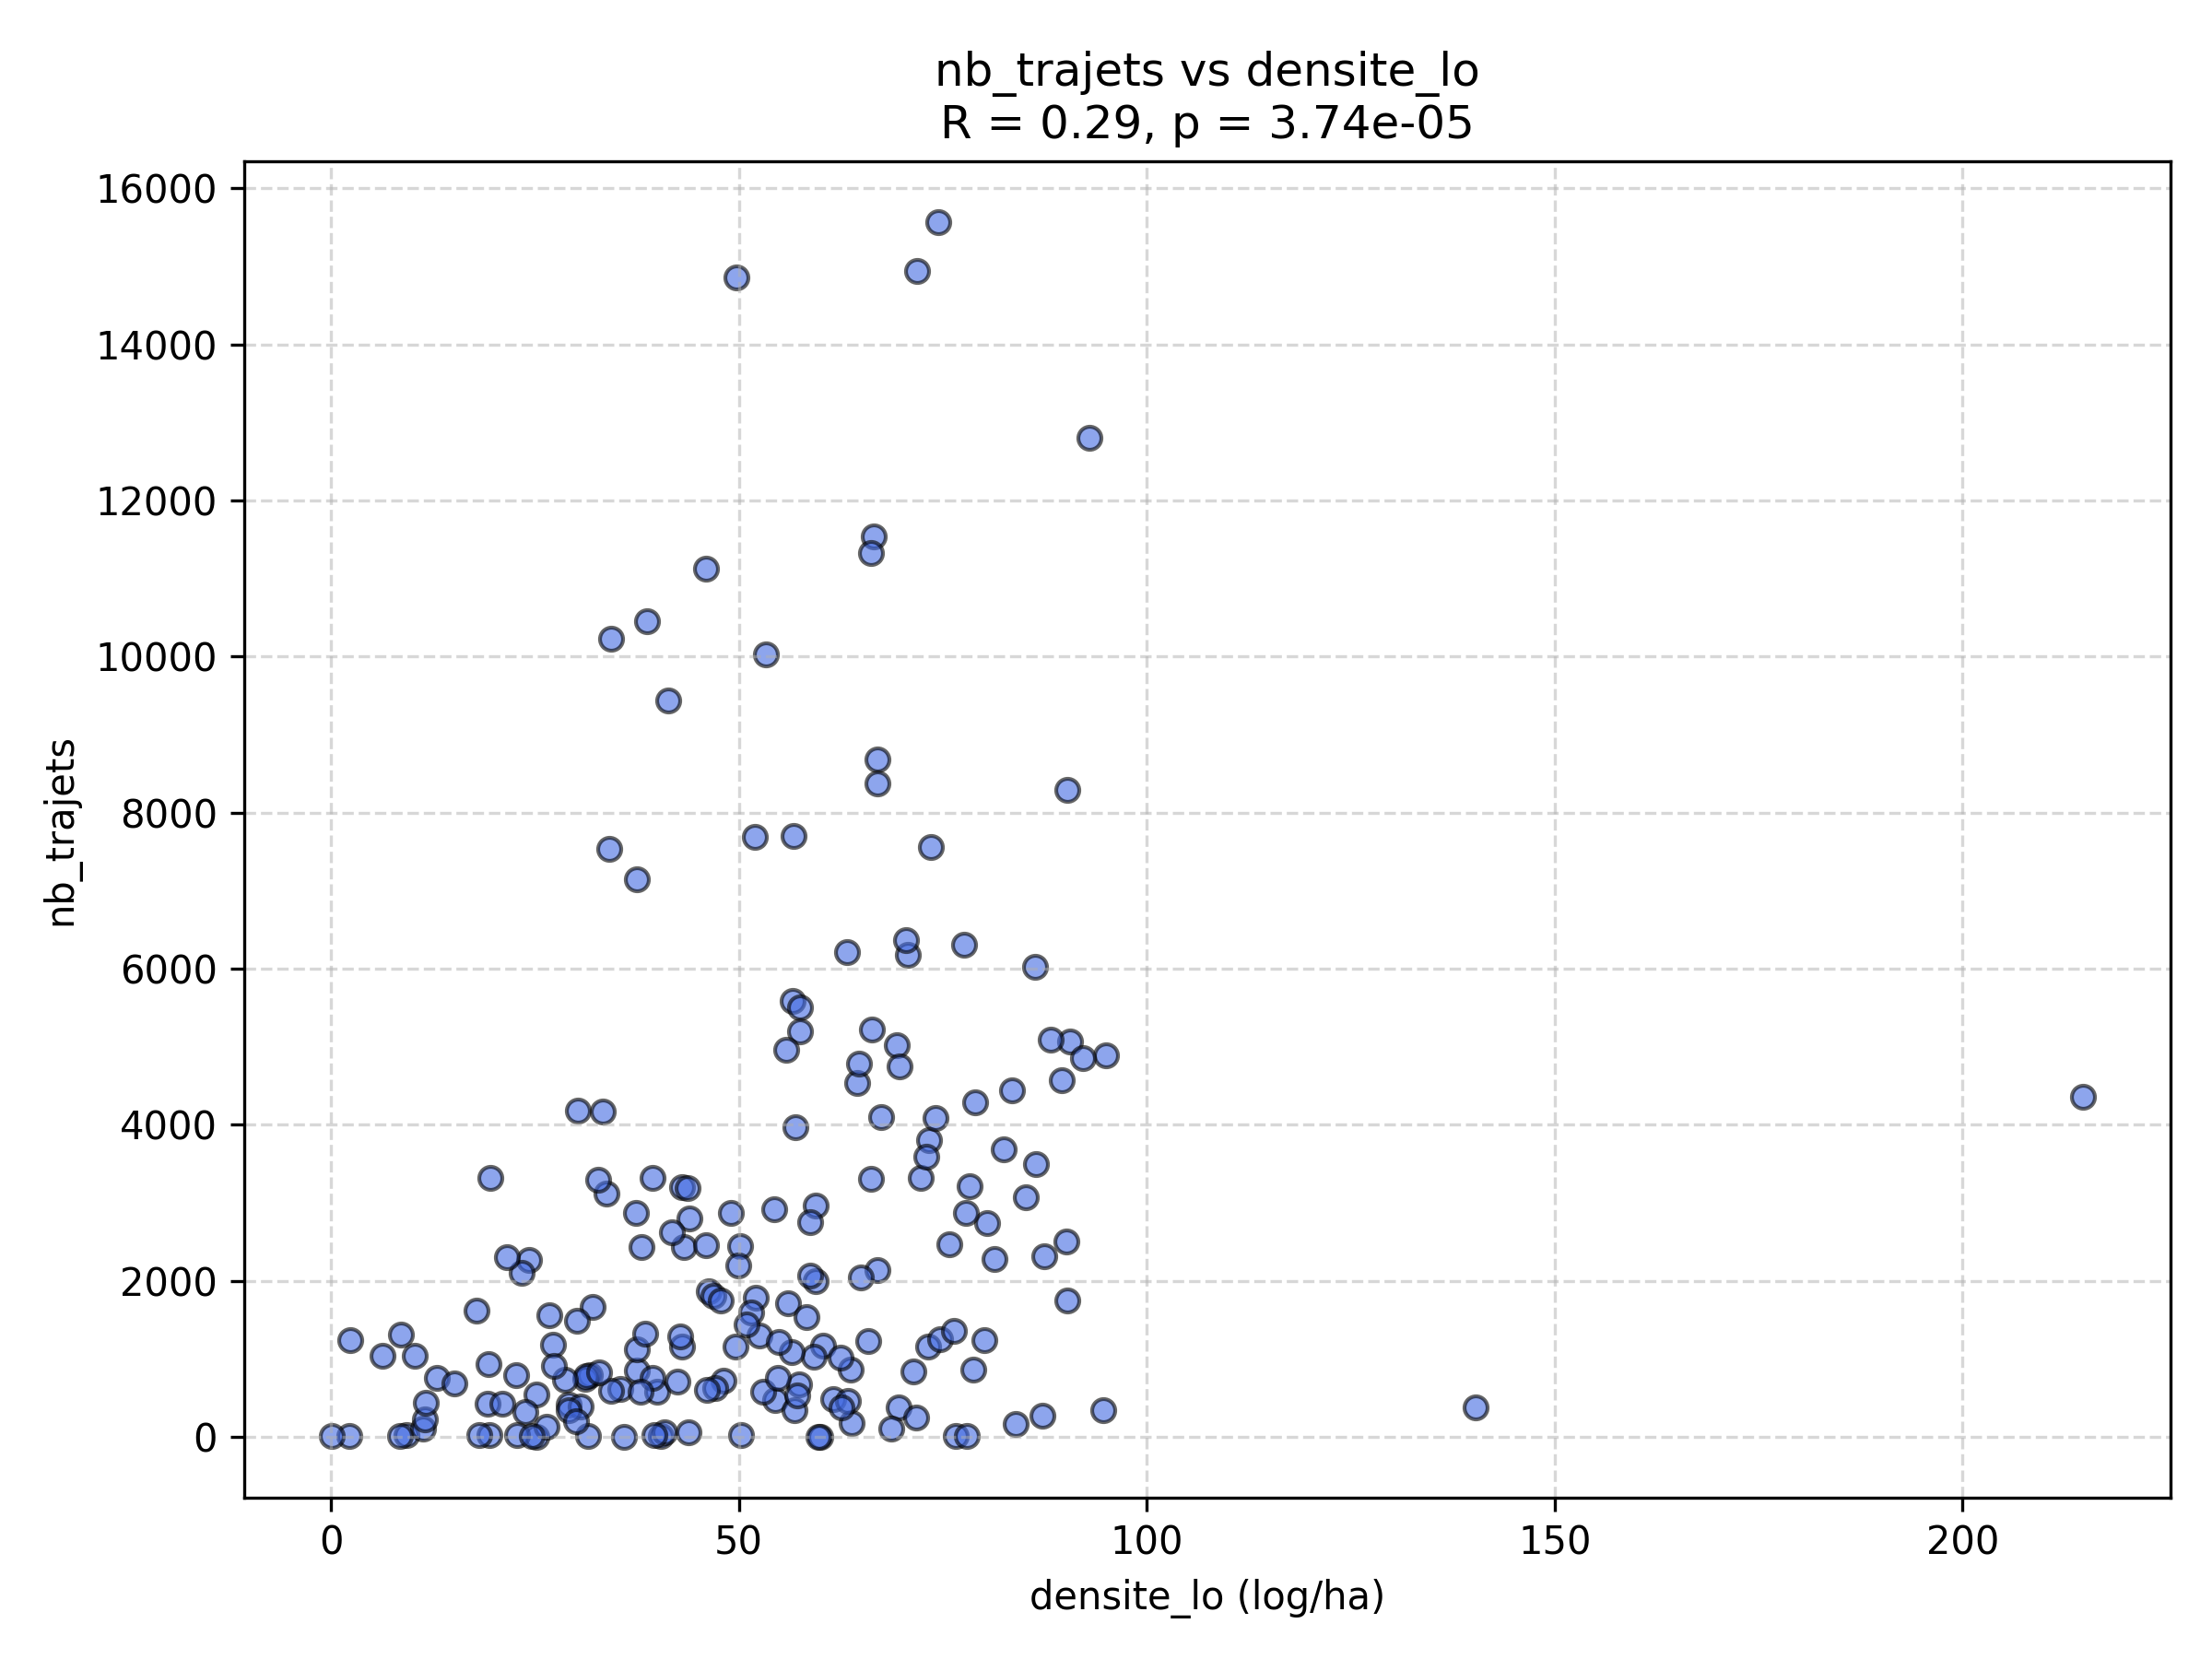 nb_trajets vs densite_lo
R = 0.29, p = 3.74e-05
16000
14000
12000
10000
8000
6000
4000
2000
0
nb_trajets
0 50 100 150 200
densite_lo (log/ha)